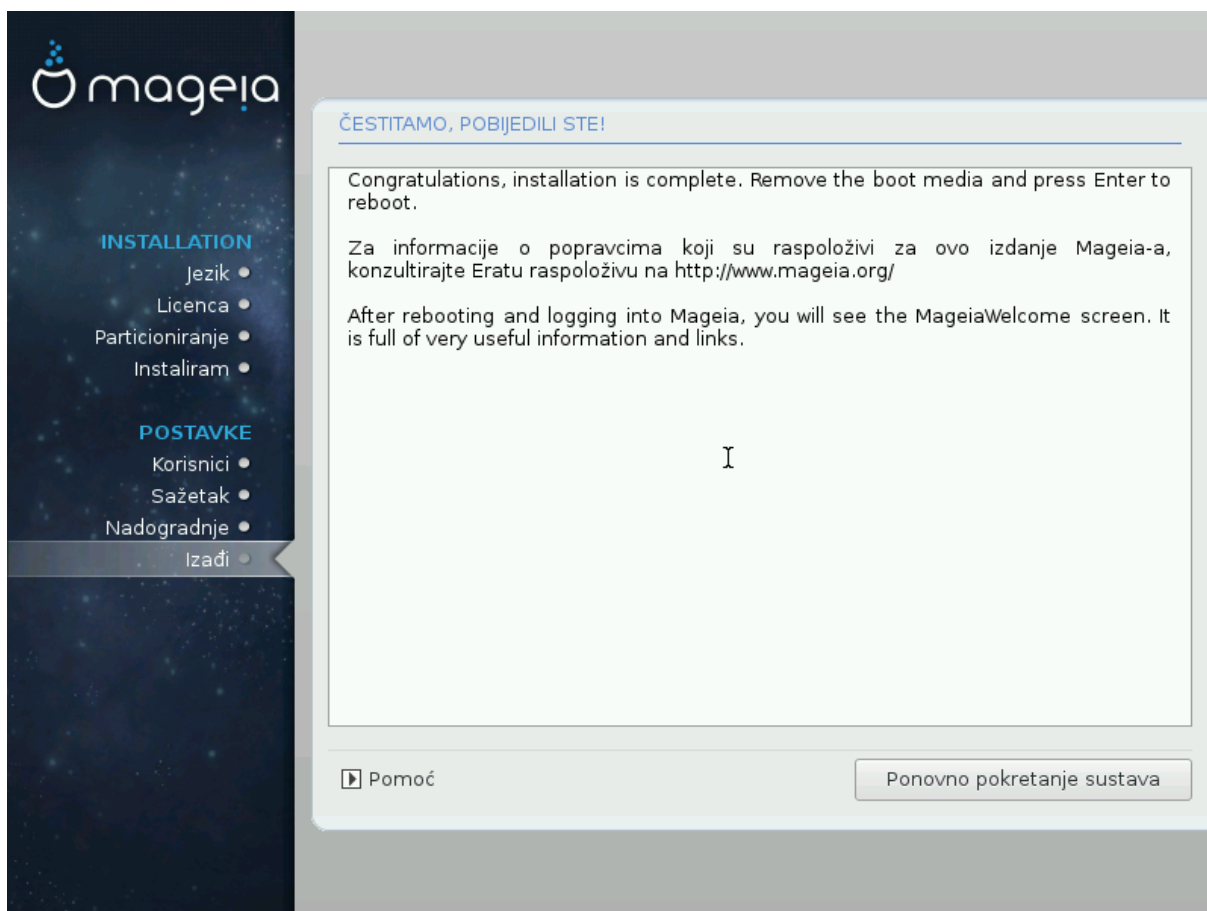 mageia
INSTALLATION
Jezik
Licenca
Particioniranje
Instaliram
POSTAVKE
Korisnici
Sažetak
Nadogradnje
Izađi
ČESTITAMO, POBIJEDILI STE!
Congratulations, installation is complete. Remove the boot media and press Enter to
reboot.
Za informacije o popravcima koji su raspoloživi za ovo izdanje Mageia-a,
konzultirajte Eratu raspoloživu na http://www.mageia.org/
After rebooting and logging into Mageia, you will see the MageiaWelcome screen. It
is full of very useful information and links.
Pomoć
Ponovno pokretanje sustava